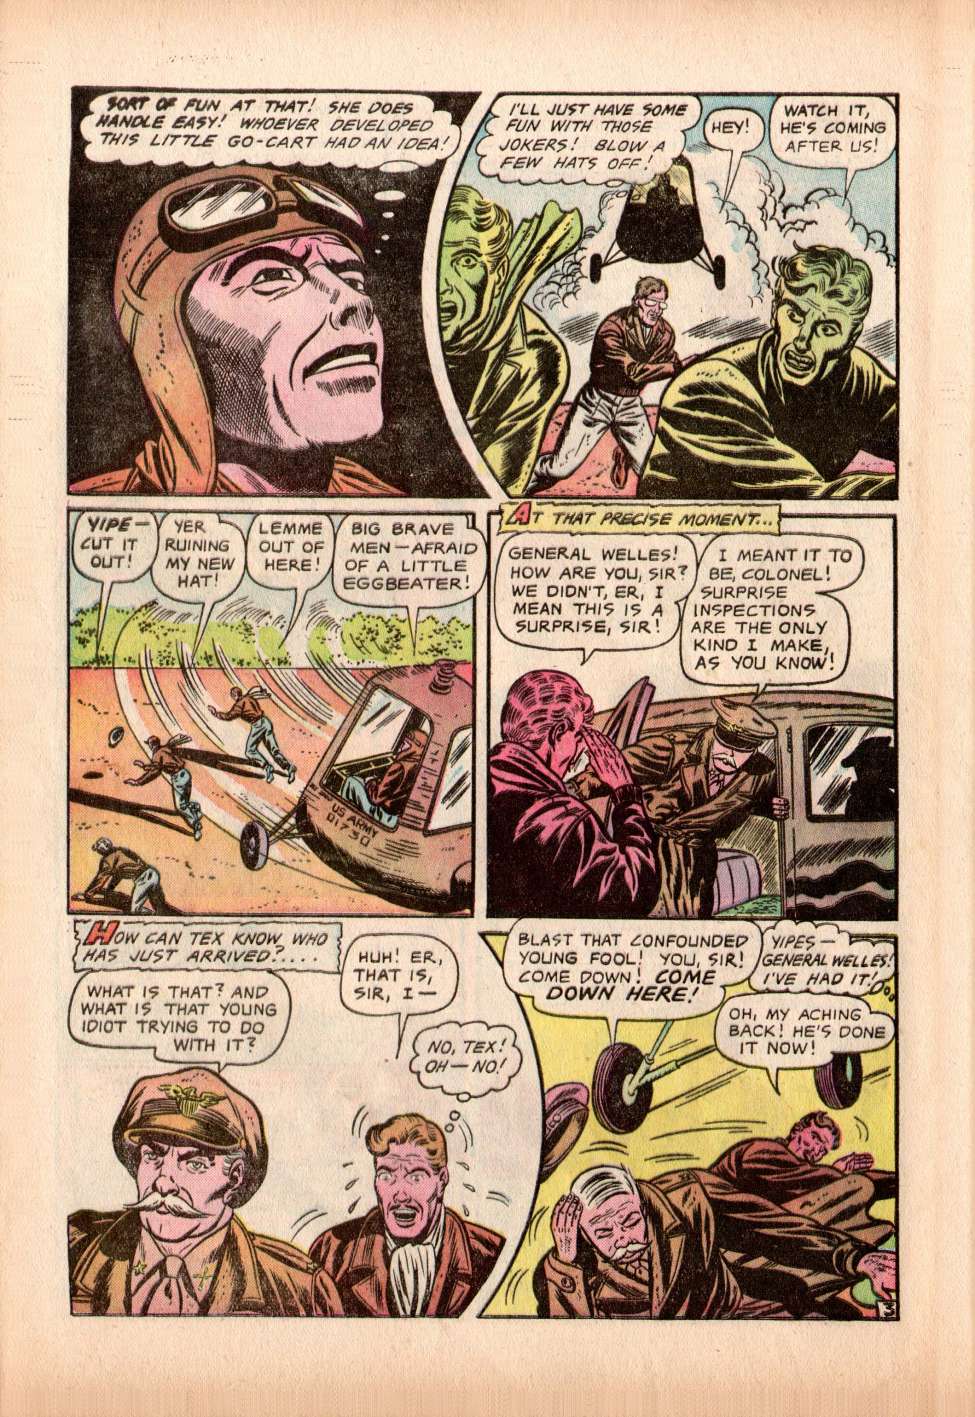 SORT OF FUN AT THAT! SHE DOES
HANDLE EASY! WHOEVER DEVELOPED
THIS LITTLE GO-CART HAD AN IDEA!
I'LL JUST HAVE SOME
FUN WITH THOSE
JOKERS! BLOW A
FEW HATS OFF!
HEY!
WATCH IT,
HE'S COMING
AFTER US!
YIPE—
CUT IT
OUT!
YER
RUINING
MY NEW
HAT!
LEMME
OUT OF
HERE!
BIG BRAVE
MEN—AFRAID
OF A LITTLE
EGGBEATER!
US ARMY
R1730
AT THAT PRECISE MOMENT...
GENERAL WELLES!
HOW ARE YOU, SIR?
WE DIDN'T, ER, I
MEAN THIS IS A
SURPRISE, SIR!
I MEANT IT TO
BE, COLONEL!
SURPRISE
INSPECTIONS
ARE THE ONLY
KIND I MAKE,
AS YOU KNOW!
HOW CAN TEX KNOW WHO
HAS JUST ARRIVED?....
WHAT IS THAT? AND
WHAT IS THAT YOUNG
IDIOT TRYING TO DO
WITH IT?
HUH! ER,
THAT IS,
SIR, I—
NO, TEX!
OH—NO!
BLAST THAT CONFOUNDED
YOUNG FOOL! YOU, SIR!
COME DOWN! COME
DOWN HERE!
YIPES—
GENERAL WELLES!
I'VE HAD IT!
OH, MY ACHING
BACK! HE'S DONE
IT NOW!
3